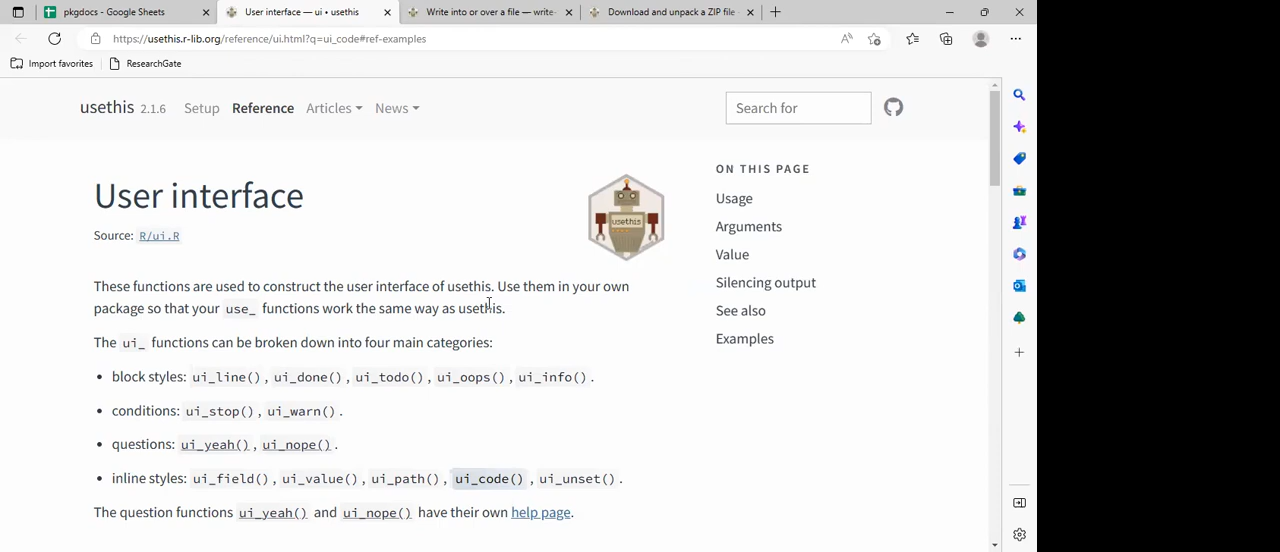 pkgdocs - Google Sheets
User interface — ui • usethis
Write into or over a file — write-
Download and unpack a ZIP file
https://usethis.r-lib.org/reference/ui.html?q=ui_code#ref-examples
Import favorites
ResearchGate
usethis 2.1.6 Setup Reference Articles News Search for
ON THIS PAGE
User interface
usethis
Usage
Source: R/ui.R
Arguments
Value
Silencing output
See also
Examples
These functions are used to construct the user interface of usethis. Use them in your own
package so that your use_ functions work the same way as usethis.
The ui_ functions can be broken down into four main categories:
• block styles: ui_line(), ui_done(), ui_todo(), ui_oops(), ui_info().
• conditions: ui_stop(), ui_warn().
• questions: ui_yeah(), ui_nope().
• inline styles: ui_field(), ui_value(), ui_path(), ui_code(), ui_unset().
The question functions ui_yeah() and ui_nope() have their own help page.